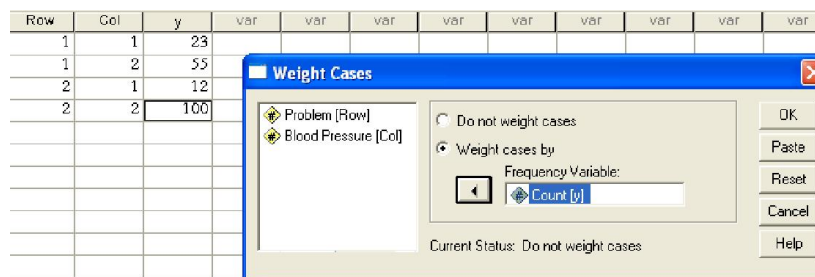 Row Col y var var var var var var var var var
1 1 23
1 2 55
2 1 12
2 2 100
Weight Cases
Problem [Row]
Blood Pressure [Col]
Do not weight cases
Weight cases by
Frequency Variable:
Count [y]
Current Status: Do not weight cases
OK
Paste
Reset
Cancel
Help